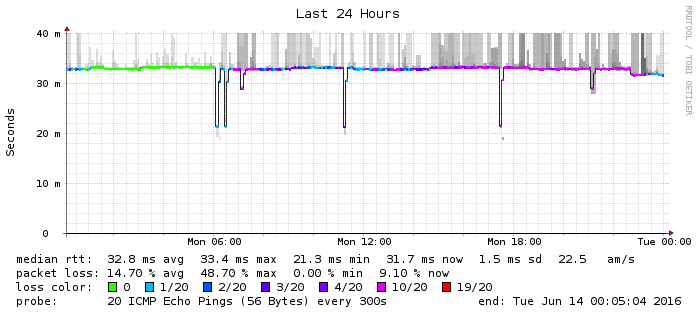 Last 24 Hours
RRDTOOL / TOBI OETIKER
Seconds
40 m
30 m
20 m
10 m
0
Mon 06:00 Mon 12:00 Mon 18:00 Tue 00:00
median rtt: 32.8 ms avg 33.4 ms max 21.3 ms min 31.7 ms now 1.5 ms sd 22.5 am/s
packet loss: 14.70 % avg 48.70 % max 0.00 % min 9.10 % now
loss color: 0 1/20 2/20 3/20 4/20 10/20 19/20
probe: 20 ICMP Echo Pings (56 Bytes) every 300s end: Tue Jun 14 00:05:04 2016